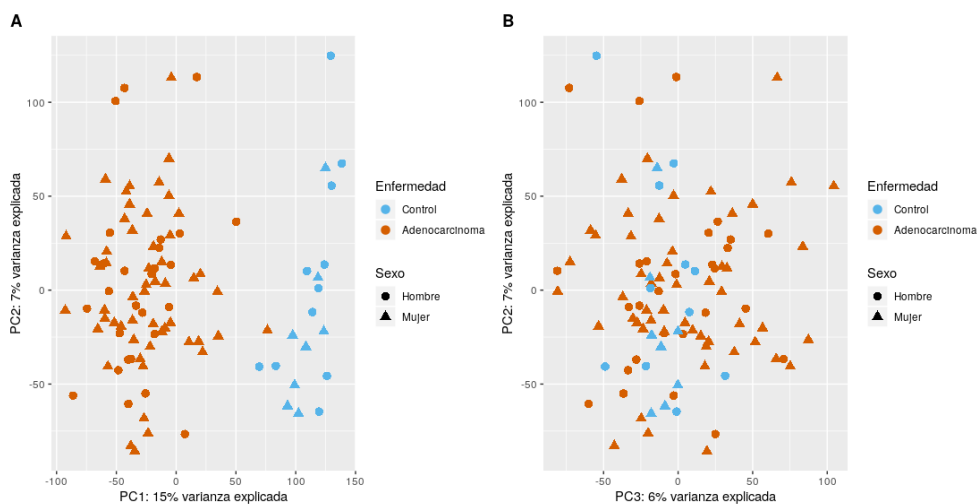 A
PC2: 7% varianza explicada
100
50
0
-50
-100
-50
0
50
100
150
PC1: 15% varianza explicada
Enfermedad
Control
Adenocarcinoma
Sexo
Hombre
Mujer
B
PC2: 7% varianza explicada
100
50
0
-50
-50
0
50
100
PC3: 6% varianza explicada
Enfermedad
Control
Adenocarcinoma
Sexo
Hombre
Mujer